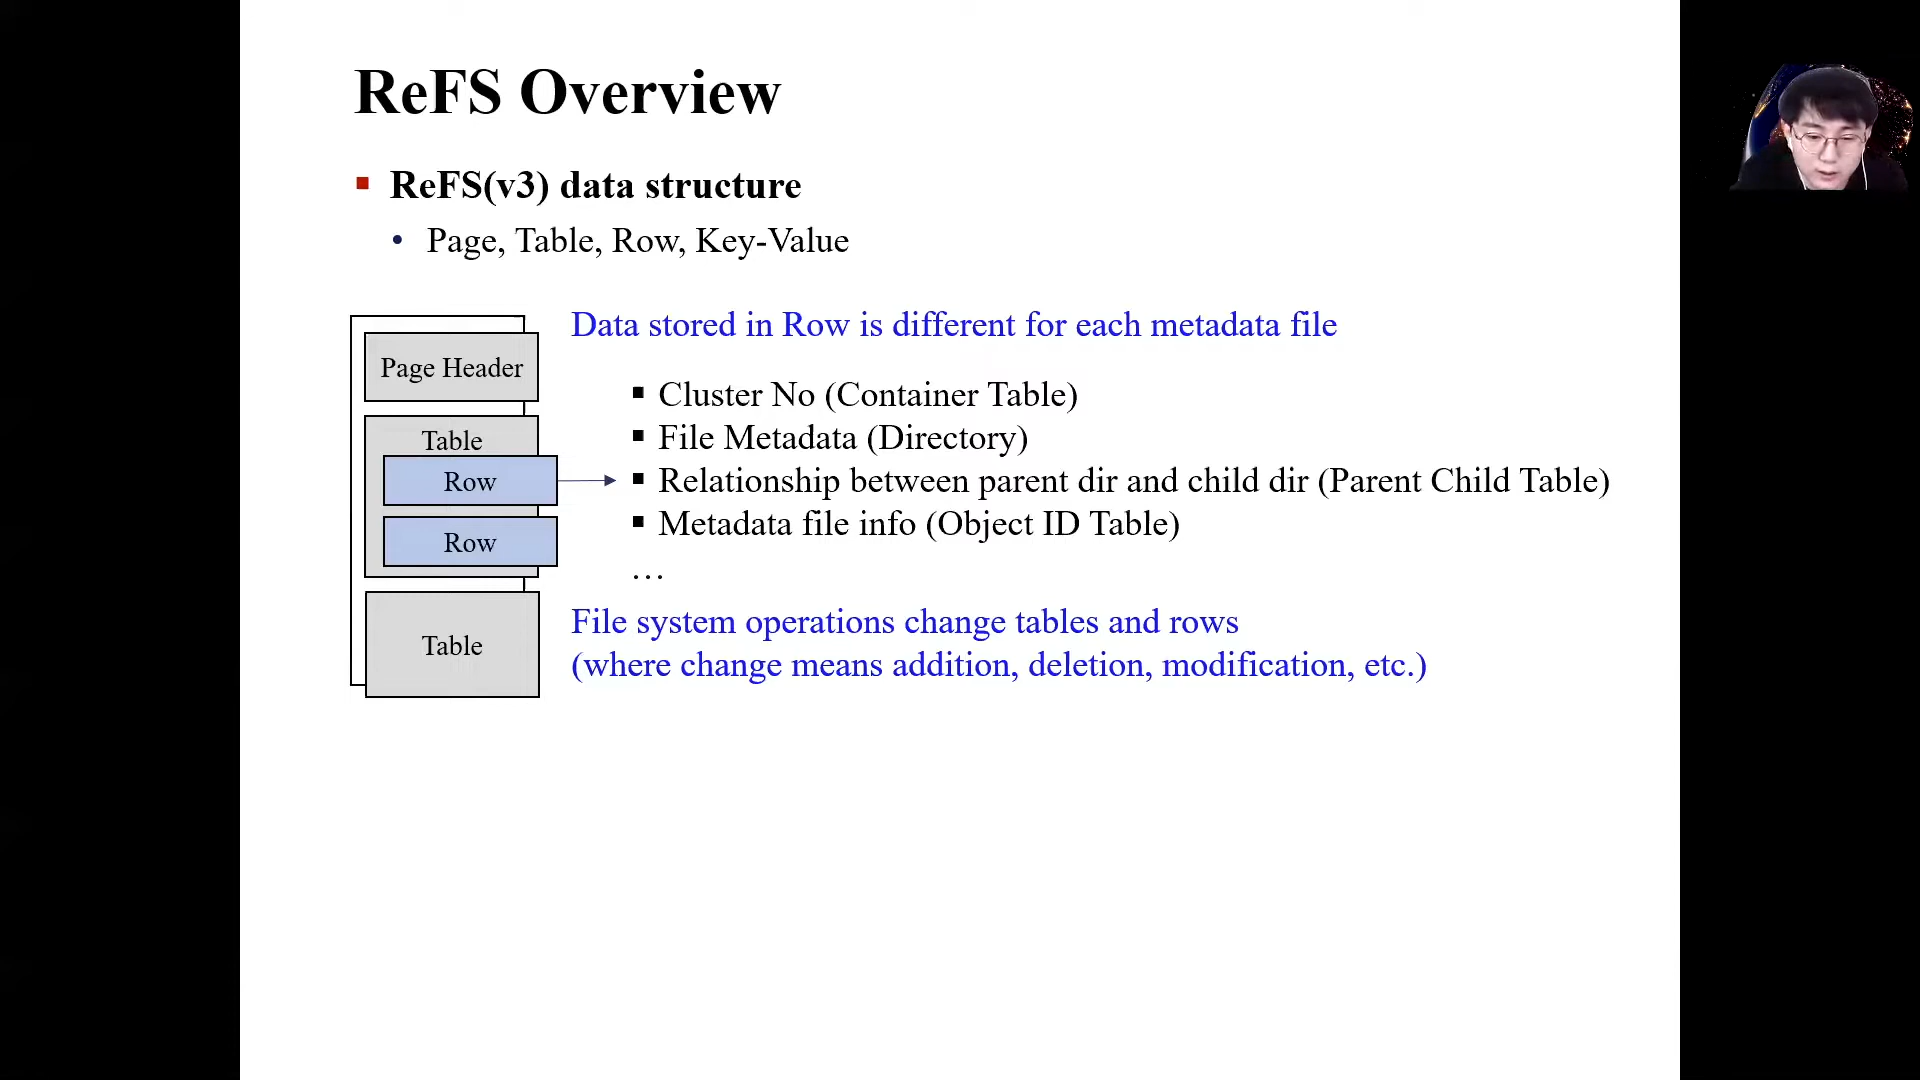 ReFS Overview
ReFS(v3) data structure
Page, Table, Row, Key-Value
Page Header
Table
Row
Row
Table
Data stored in Row is different for each metadata file
Cluster No (Container Table)
File Metadata (Directory)
Relationship between parent dir and child dir (Parent Child Table)
Metadata file info (Object ID Table)
…
File system operations change tables and rows
(where change means addition, deletion, modification, etc.)